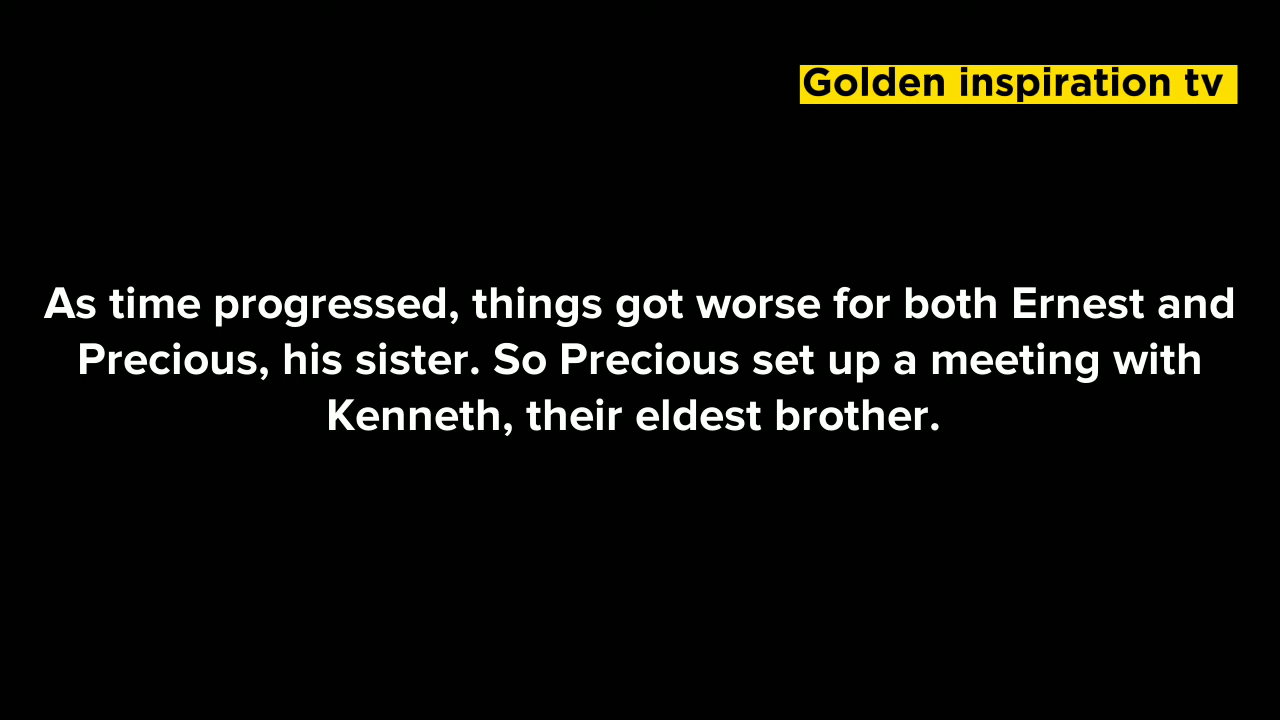 Golden inspiration tv
As time progressed, things got worse for both Ernest and
Precious, his sister. So Precious set up a meeting with
Kenneth, their eldest brother.